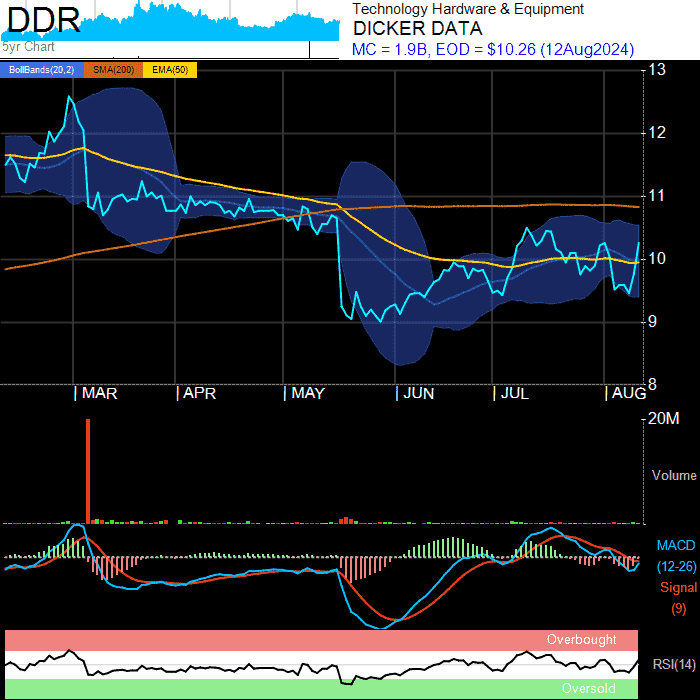 DDR
5yr Chart
Technology Hardware & Equipment
DICKER DATA
MC = 1.9B, EOD = $10.26 (12Aug2024)
BollBands(20,2) SMA(200) EMA(50)
13
12
11
10
9
8
MAR APR MAY JUN JUL AUG
20M
Volume
MACD
(12-26)
Signal
(9)
Overbought
RSI(14)
Oversold